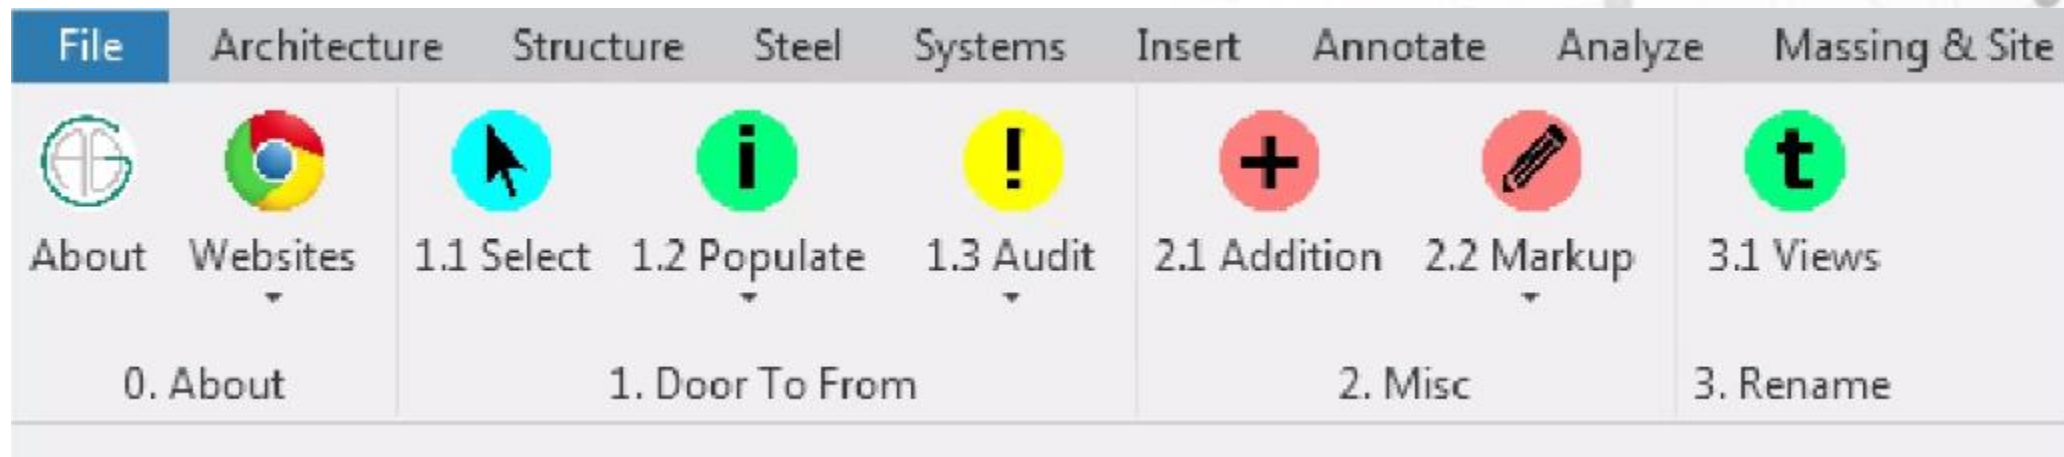 File Architecture Structure Steel Systems Insert Annotate Analyze Massing & Site
i ! + t
About Websites 1.1 Select 1.2 Populate 1.3 Audit 2.1 Addition 2.2 Markup 3.1 Views
0. About 1. Door To From 2. Misc 3. Rename